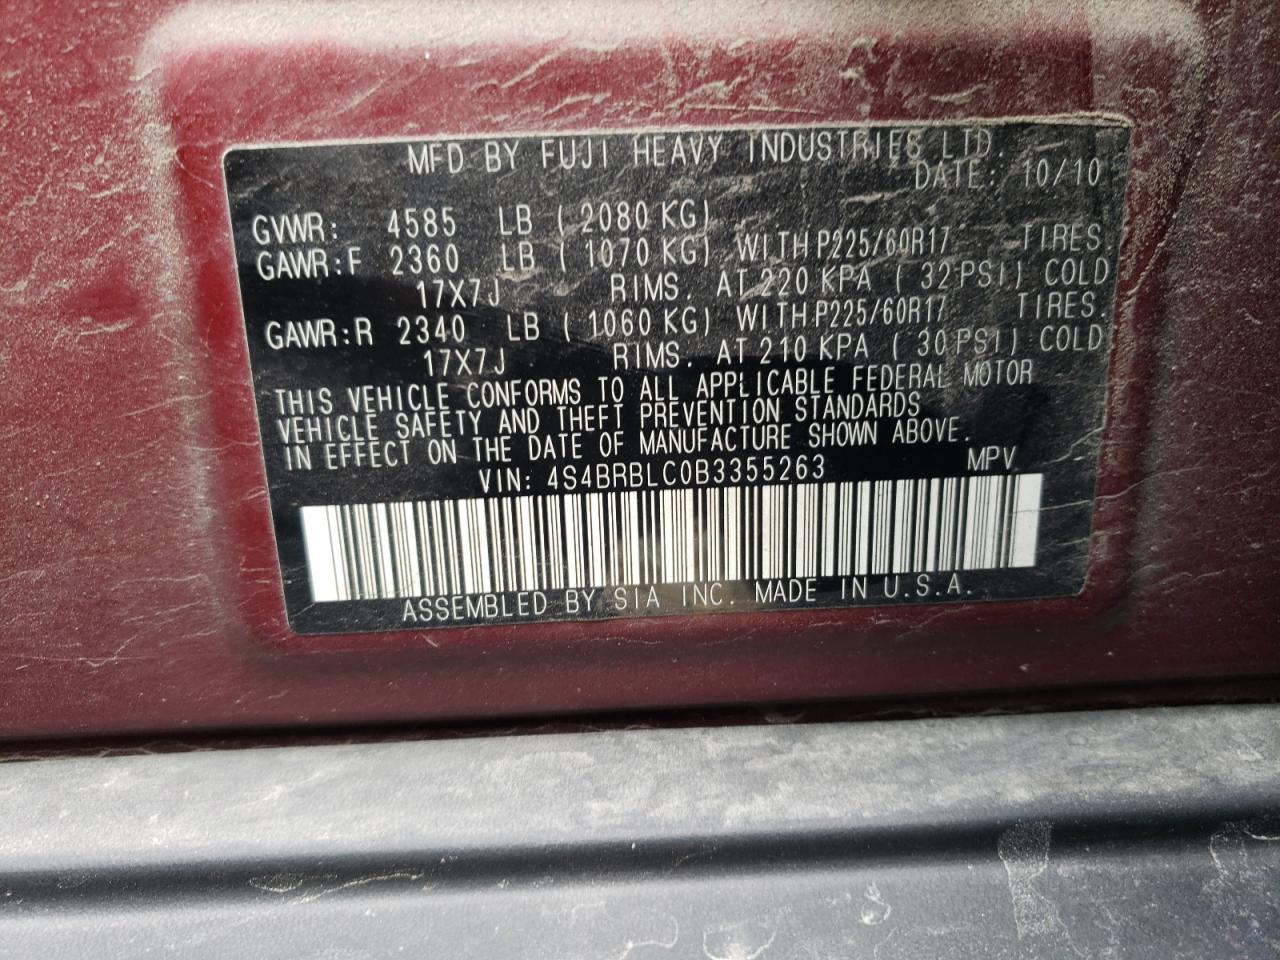 MFD BY FUJI HEAVY INDUSTRIES LTD.
DATE: 10/10
GVWR: 4585 LB ( 2080 KG)
GAWR:F 2360 LB ( 1070 KG) WITH P225/60R17 TIRES
17X7J RIMS. AT 220 KPA ( 32 PSI) COLD
GAWR:R 2340 LB ( 1060 KG) WITH P225/60R17 TIRES.
17X7J RIMS. AT 210 KPA ( 30 PSI) COLD
THIS VEHICLE CONFORMS TO ALL APPLICABLE FEDERAL MOTOR
VEHICLE SAFETY AND THEFT PREVENTION STANDARDS
IN EFFECT ON THE DATE OF MANUFACTURE SHOWN ABOVE.
VIN: 4S4BRBLC0B3355263 MPV
ASSEMBLED BY SIA INC. MADE IN U.S.A.